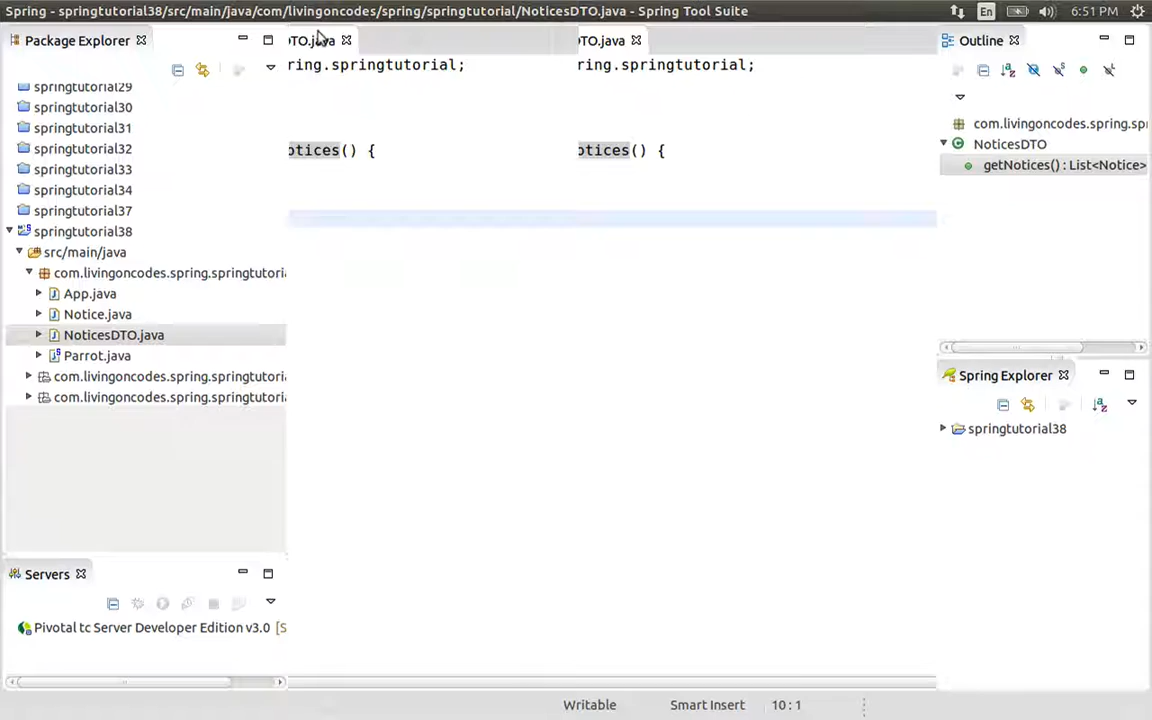 Spring - springtutorial38/src/main/java/com/livingoncodes/spring/springtutorial/NoticesDTO.java - Spring Tool Suite
En
6:51 PM
Package Explorer
springtutorial29
springtutorial30
springtutorial31
springtutorial32
springtutorial33
springtutorial34
springtutorial37
springtutorial38
src/main/java
com.livingoncodes.spring.springtutori
App.java
Notice.java
NoticesDTO.java
Parrot.java
com.livingoncodes.spring.springtutori
com.livingoncodes.spring.springtutori
Servers
Pivotal tc Server Developer Edition v3.0 [S
DTO.java
TO.java
ring.springtutorial;
ring.springtutorial;
otices() {
otices() {
Outline
com.livingoncodes.spring.spr
NoticesDTO
getNotices() : List<Notice>
Spring Explorer
springtutorial38
Writable
Smart Insert
10 : 1